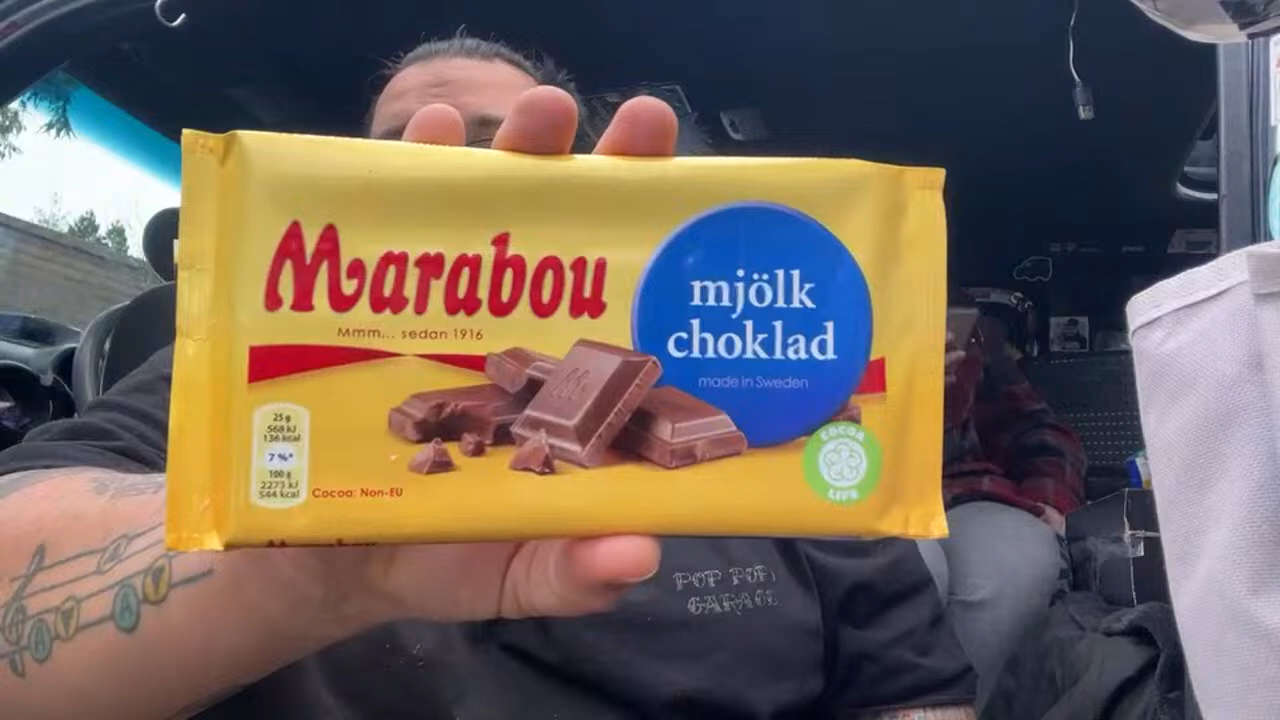 Marabou
Mmm... sedan 1916
mjölk
choklad
made in Sweden
25 g
568 kJ
136 kcal
7 %*
100 g
2273 kJ
544 kcal
Cocoa: Non-EU
COCOA
LIFE
Marabou
POP POP'S
GARAGE